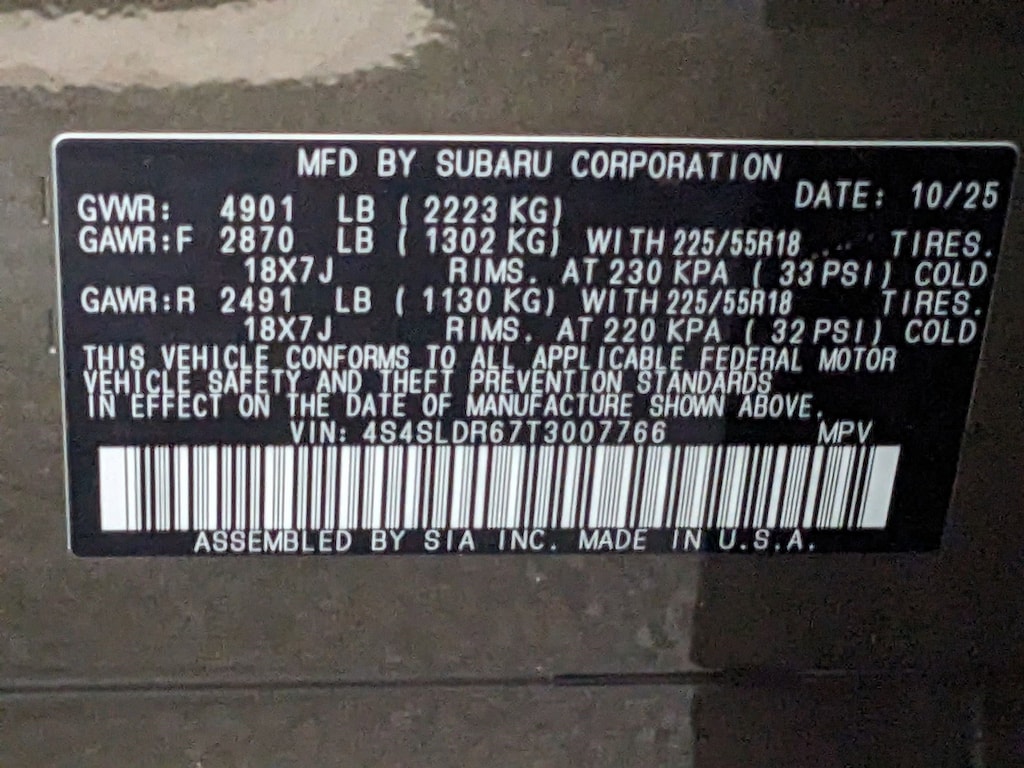 MFD BY SUBARU CORPORATION
DATE: 10/25
GVWR: 4901 LB ( 2223 KG)
GAWR:F 2870 LB ( 1302 KG) WITH 225/55R18 TIRES.
18X7J RIMS. AT 230 KPA ( 33 PSI) COLD
GAWR:R 2491 LB ( 1130 KG) WITH 225/55R18 TIRES.
18X7J RIMS. AT 220 KPA ( 32 PSI) COLD
THIS VEHICLE CONFORMS TO ALL APPLICABLE FEDERAL MOTOR
VEHICLE SAFETY AND THEFT PREVENTION STANDARDS
IN EFFECT ON THE DATE OF MANUFACTURE SHOWN ABOVE.
VIN: 4S4SLDR67T3007766 MPV
ASSEMBLED BY SIA INC. MADE IN U.S.A.